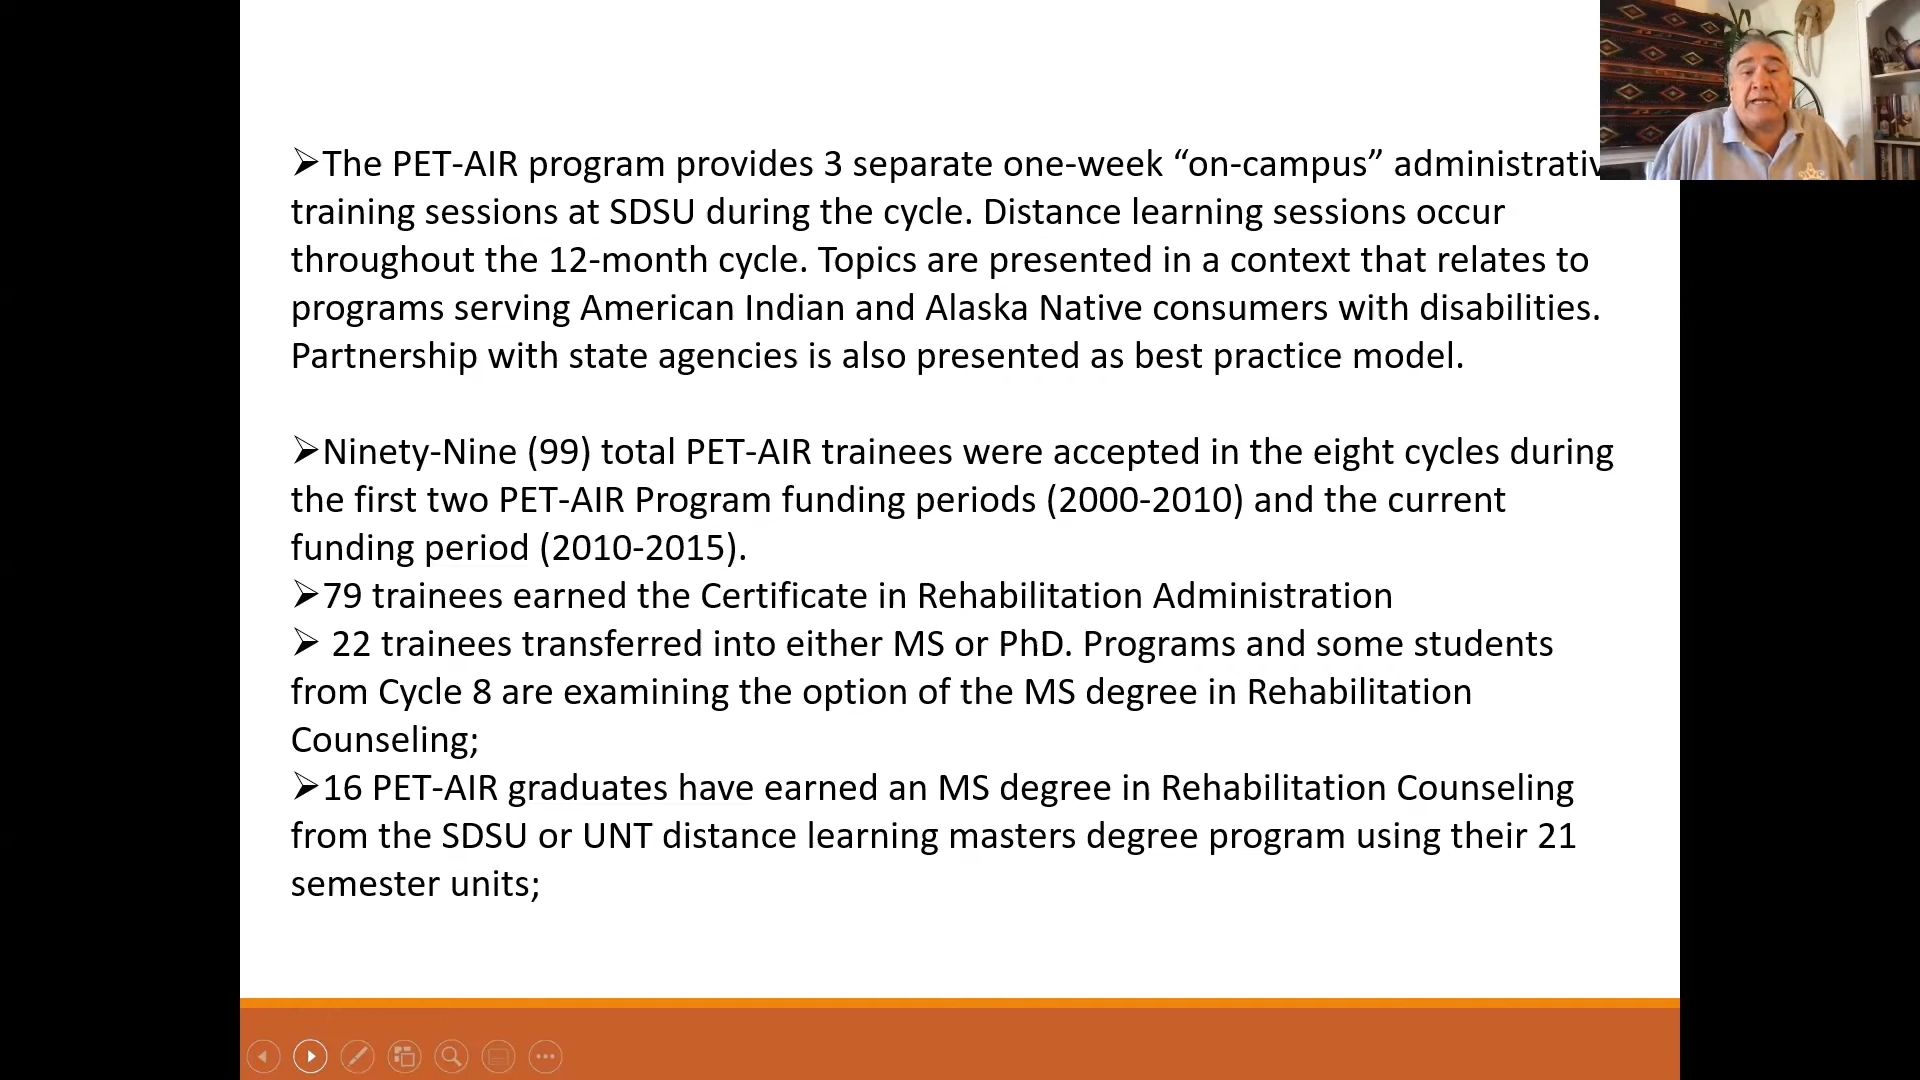 ➢The PET-AIR program provides 3 separate one-week “on-campus” administrativ
training sessions at SDSU during the cycle. Distance learning sessions occur
throughout the 12-month cycle. Topics are presented in a context that relates to
programs serving American Indian and Alaska Native consumers with disabilities.
Partnership with state agencies is also presented as best practice model.
➢Ninety-Nine (99) total PET-AIR trainees were accepted in the eight cycles during
the first two PET-AIR Program funding periods (2000-2010) and the current
funding period (2010-2015).
➢79 trainees earned the Certificate in Rehabilitation Administration
➢ 22 trainees transferred into either MS or PhD. Programs and some students
from Cycle 8 are examining the option of the MS degree in Rehabilitation
Counseling;
➢16 PET-AIR graduates have earned an MS degree in Rehabilitation Counseling
from the SDSU or UNT distance learning masters degree program using their 21
semester units;